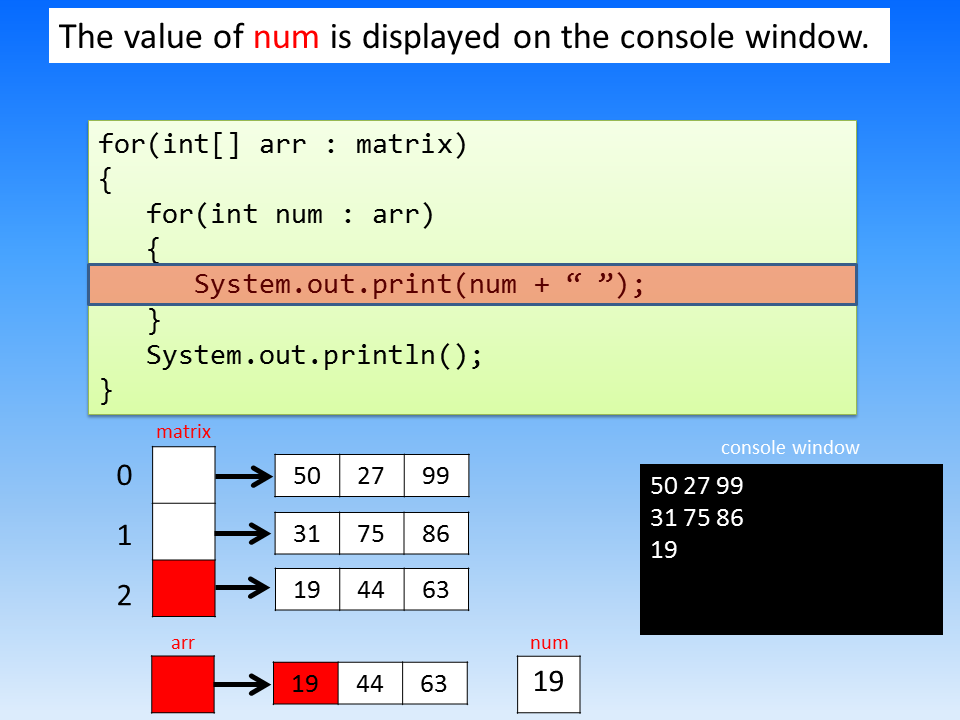 The value of num is displayed on the console window.
for(int[] arr : matrix)
{
   for(int num : arr)
   {
      System.out.print(num + “ ”);
   }
   System.out.println();
}
matrix
0
50 27 99
1
31 75 86
2
19 44 63
console window
50 27 99
31 75 86
19
arr
19 44 63
num
19